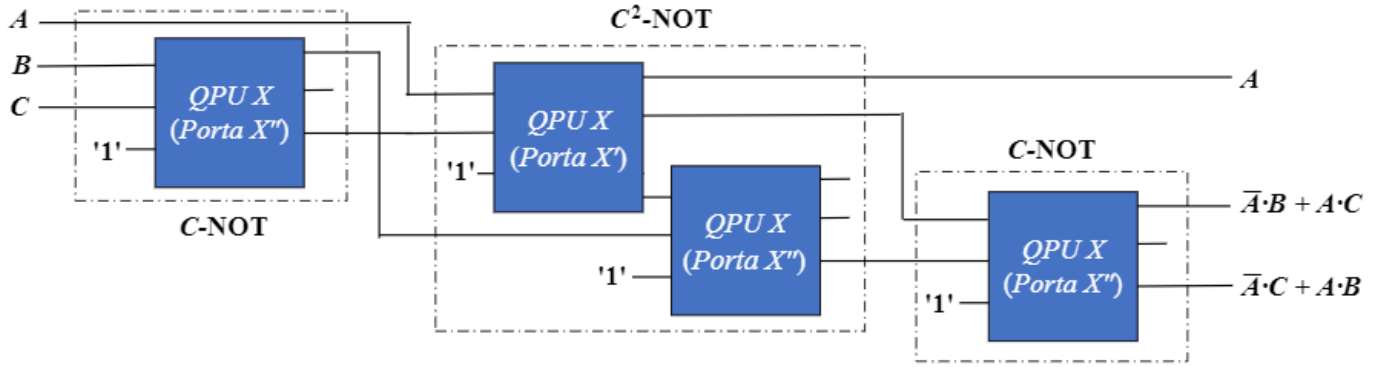 A
B
C
'1'
QPU X
(Porta X″)
C-NOT
C²-NOT
QPU X
(Porta X′)
'1'
QPU X
(Porta X″)
'1'
A
C-NOT
QPU X
(Porta X″)
'1'
A̅·B + A·C
A̅·C + A·B